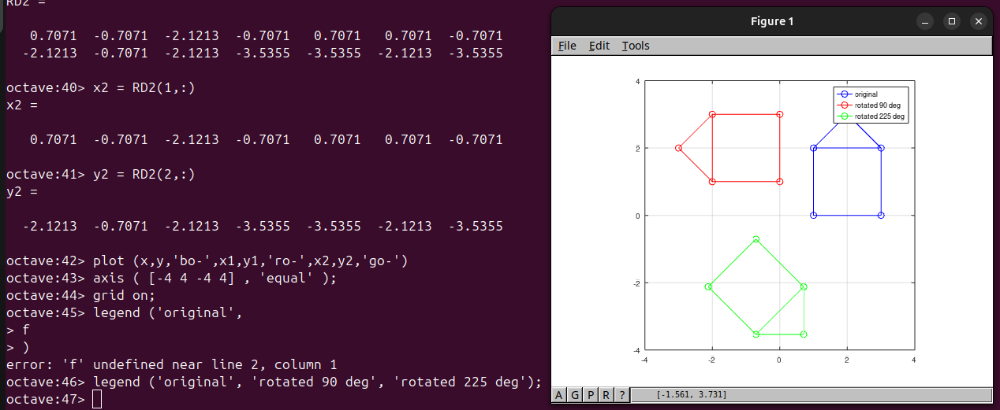 RD2 =
0.7071 -0.7071 -2.1213 -0.7071 0.7071 0.7071 -0.7071
-2.1213 -0.7071 -2.1213 -3.5355 -3.5355 -2.1213 -3.5355
octave:40> x2 = RD2(1,:)
x2 =
0.7071 -0.7071 -2.1213 -0.7071 0.7071 0.7071 -0.7071
octave:41> y2 = RD2(2,:)
y2 =
-2.1213 -0.7071 -2.1213 -3.5355 -3.5355 -2.1213 -3.5355
octave:42> plot (x,y,'bo-',x1,y1,'ro-',x2,y2,'go-')
octave:43> axis ( [-4 4 -4 4] , 'equal' );
octave:44> grid on;
octave:45> legend ('original',
> f
> )
error: 'f' undefined near line 2, column 1
octave:46> legend ('original', 'rotated 90 deg', 'rotated 225 deg');
octave:47>
Figure 1
File Edit Tools
4
2
0
-2
-4
-4 -2 0 2 4
original
rotated 90 deg
rotated 225 deg
A G P R ? [-1.561, 3.731]